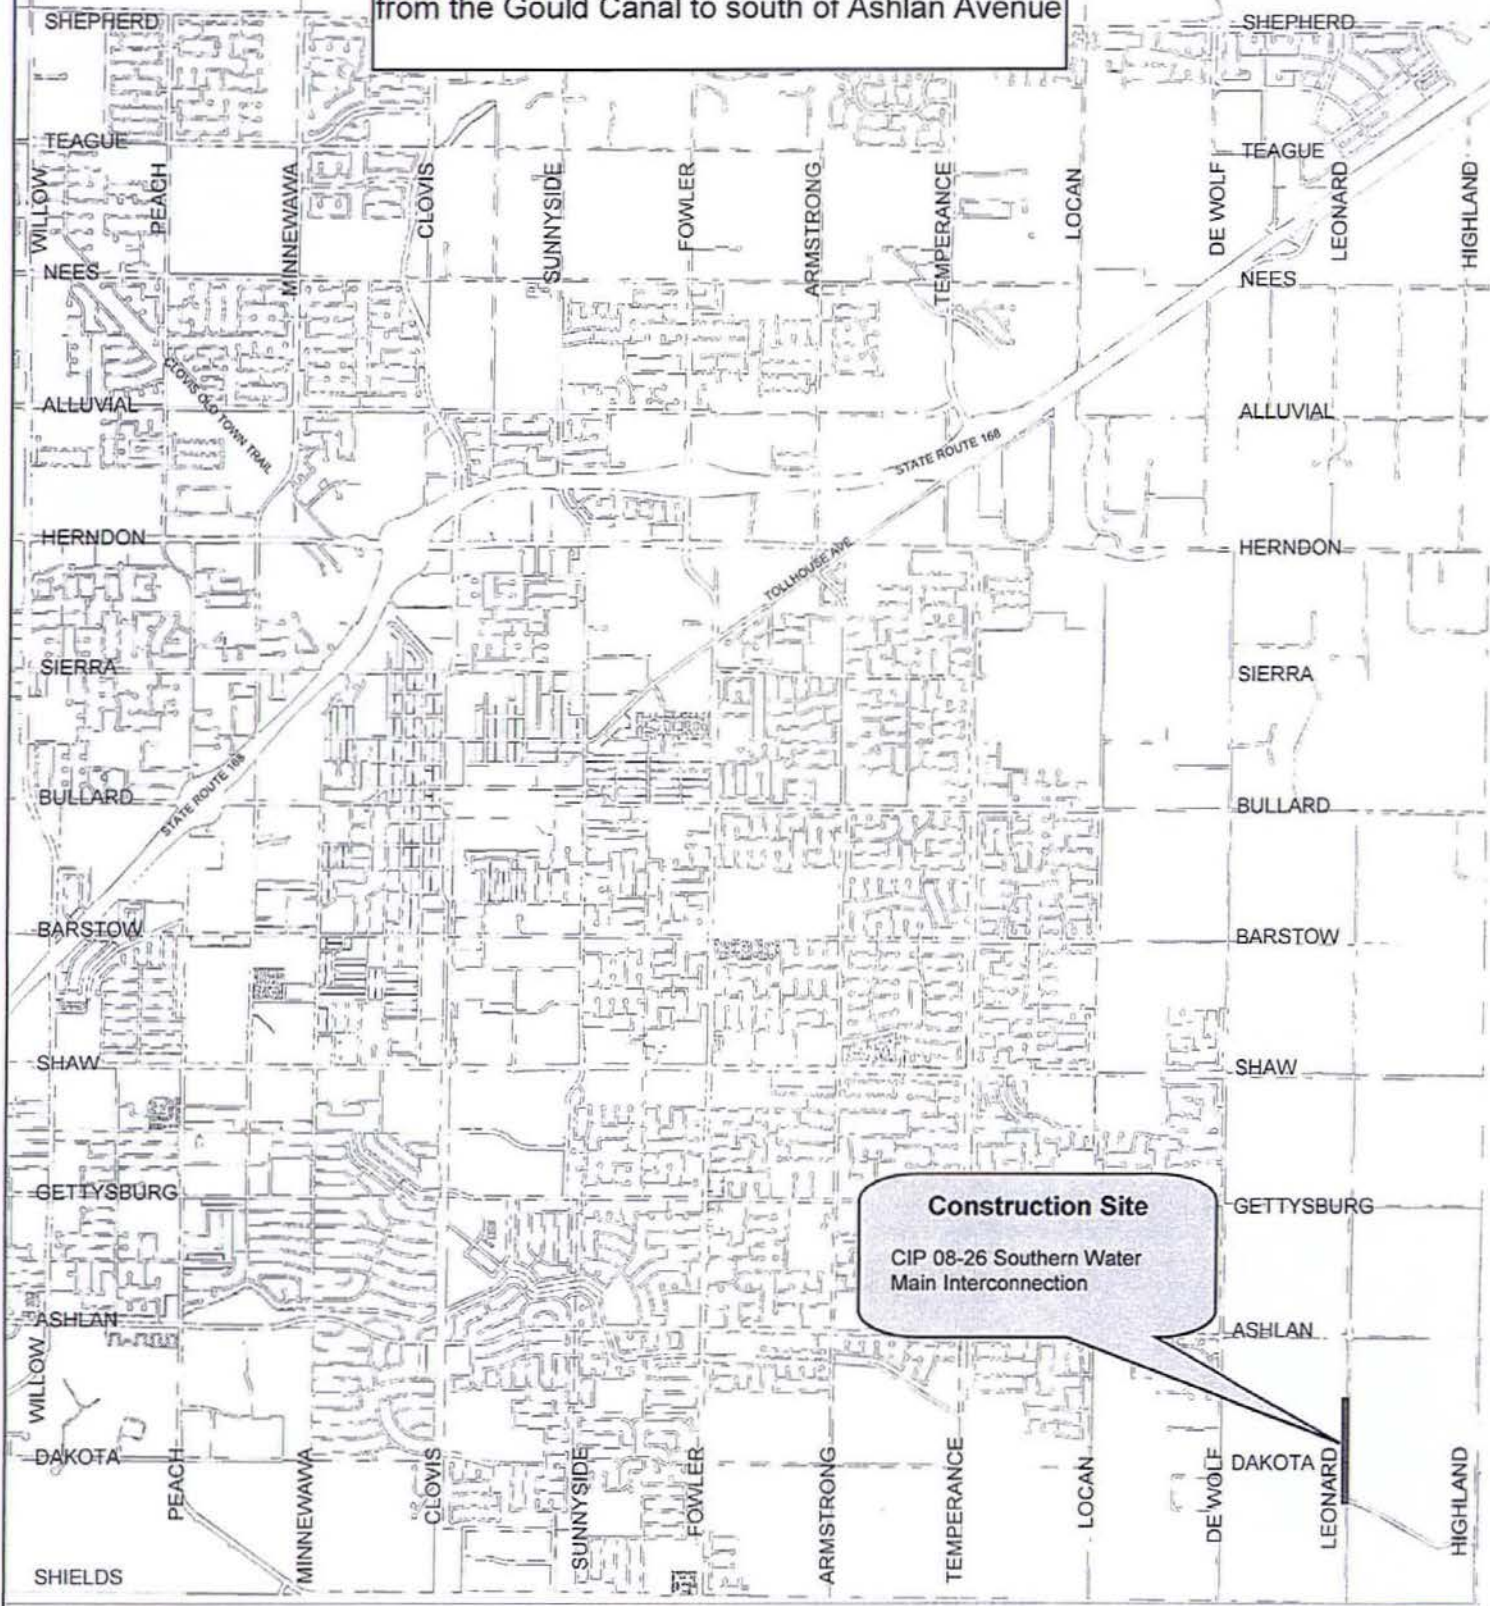 from the Gould Canal to south of Ashlan Avenue
SHEPHERD
SHEPHERD
TEAGUE
TEAGUE
WILLOW
PEACH
MINNEWAWA
CLOVIS
SUNNYSIDE
FOWLER
ARMSTRONG
TEMPERANCE
LOCAN
DE WOLF
LEONARD
HIGHLAND
NEES
NEES
CLOVIS OLD TOWN TRAIL
ALLUVIAL
ALLUVIAL
STATE ROUTE 168
HERNDON
HERNDON
TOLLHOUSE AVE
SIERRA
SIERRA
STATE ROUTE 168
BULLARD
BULLARD
BARSTOW
BARSTOW
SHAW
SHAW
GETTYSBURG
GETTYSBURG
Construction Site
CIP 08-26 Southern Water
Main Interconnection
ASHLAN
ASHLAN
WILLOW
DAKOTA
DAKOTA
PEACH
MINNEWAWA
CLOVIS
SUNNYSIDE
FOWLER
ARMSTRONG
TEMPERANCE
LOCAN
DE WOLF
LEONARD
HIGHLAND
SHIELDS